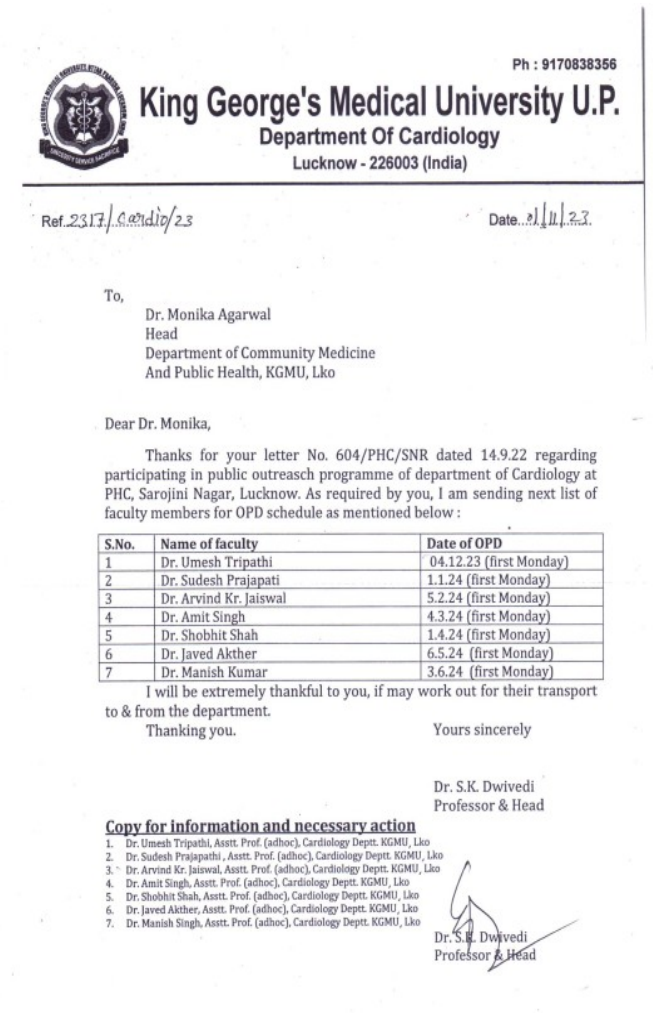 Ph : 9170838356
King George's Medical University U.P.
Department Of Cardiology
Lucknow - 226003 (India)
SINCERITY SERVICE SACRIFICE
Ref..2317/Cardio/23
Date...01/11/23.
To,
Dr. Monika Agarwal
Head
Department of Community Medicine
And Public Health, KGMU, Lko
Dear Dr. Monika,
Thanks for your letter No. 604/PHC/SNR dated 14.9.22 regarding
participating in public outreasch programme of department of Cardiology at
PHC, Sarojini Nagar, Lucknow. As required by you, I am sending next list of
faculty members for OPD schedule as mentioned below :
S.No. Name of faculty Date of OPD
1 Dr. Umesh Tripathi 04.12.23 (first Monday)
2 Dr. Sudesh Prajapati 1.1.24 (first Monday)
3 Dr. Arvind Kr. Jaiswal 5.2.24 (first Monday)
4 Dr. Amit Singh 4.3.24 (first Monday)
5 Dr. Shobhit Shah 1.4.24 (first Monday)
6 Dr. Javed Akther 6.5.24 (first Monday)
7 Dr. Manish Kumar 3.6.24 (first Monday)
I will be extremely thankful to you, if may work out for their transport
to & from the department.
Thanking you. Yours sincerely
Dr. S.K. Dwivedi
Professor & Head
Copy for information and necessary action
1. Dr. Umesh Tripathi, Asstt. Prof. (adhoc), Cardiology Deptt. KGMU, Lko
2. Dr. Sudesh Prajapathi , Asstt. Prof. (adhoc), Cardiology Deptt. KGMU, Lko
3. Dr. Arvind Kr. Jaiswal, Asstt. Prof. (adhoc), Cardiology Deptt. KGMU, Lko
4. Dr. Amit Singh, Asstt. Prof. (adhoc), Cardiology Deptt. KGMU, Lko
5. Dr. Shobhit Shah, Asstt. Prof. (adhoc), Cardiology Deptt. KGMU, Lko
6. Dr. Javed Akther, Asstt. Prof. (adhoc), Cardiology Deptt. KGMU, Lko
7. Dr. Manish Singh, Asstt. Prof. (adhoc), Cardiology Deptt. KGMU, Lko
Dr. S.K. Dwivedi
Professor & Head